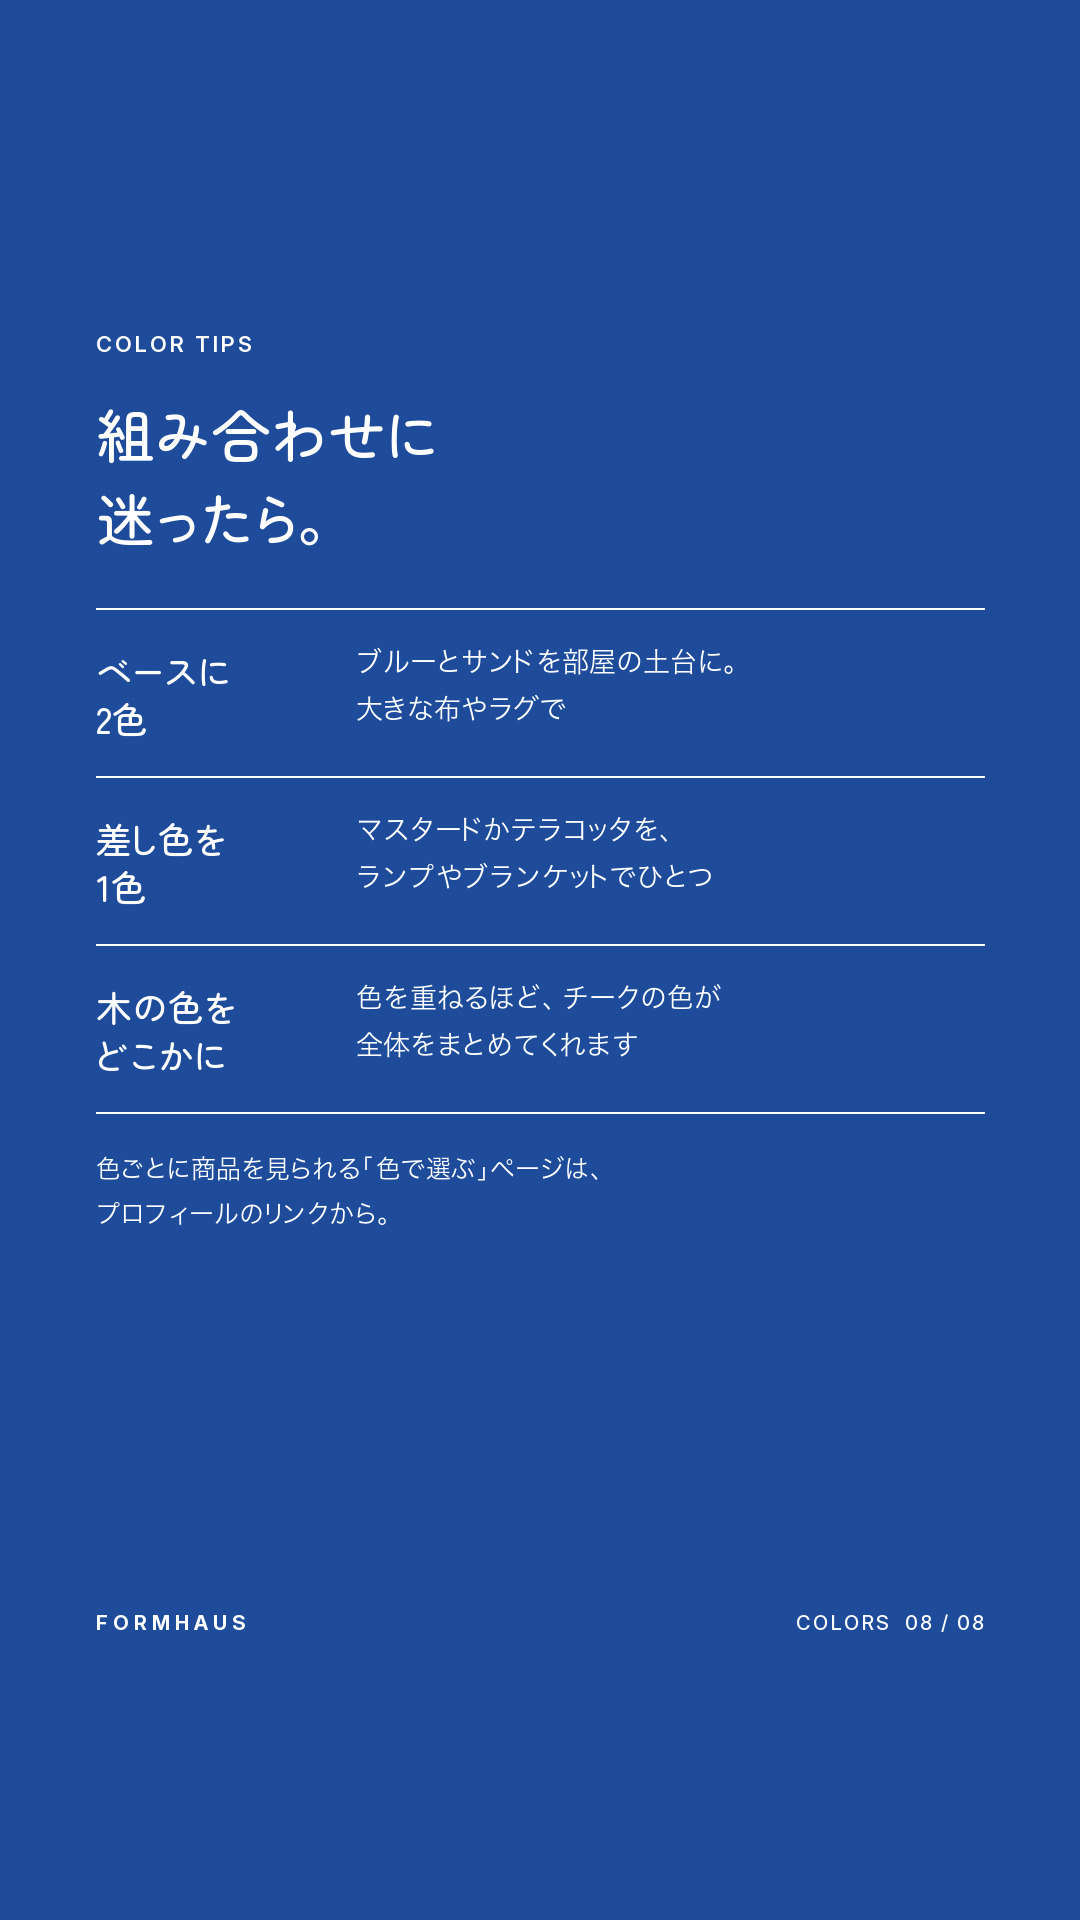 COLOR TIPS
組み合わせに
迷ったら。
ベースに
2色
ブルーとサンドを部屋の土台に。
大きな布やラグで
差し色を
1色
マスタードかテラコッタを、
ランプやブランケットでひとつ
木の色を
どこかに
色を重ねるほど、チークの色が
全体をまとめてくれます
色ごとに商品を見られる「色で選ぶ」ページは、
プロフィールのリンクから。
FORMHAUS
COLORS 08 / 08